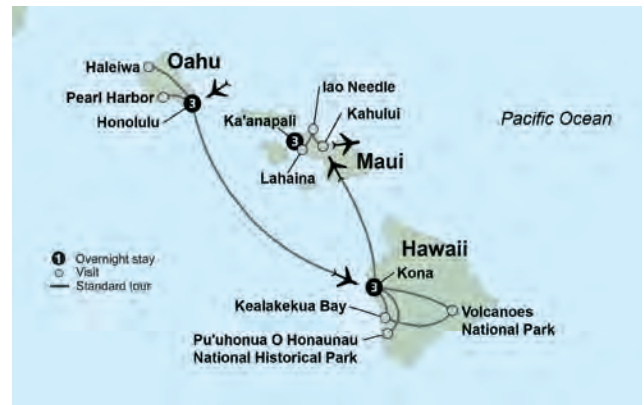 Oahu
Haleiwa
Pearl Harbor
3
Honolulu
Iao Needle
Ka'anapali
Kahului
3
Lahaina
Maui
Pacific Ocean
Hawaii
1 Overnight stay
Visit
Standard tour
Kona
3
Kealakekua Bay
Volcanoes
National Park
Pu'uhonua O Honaunau
National Historical Park